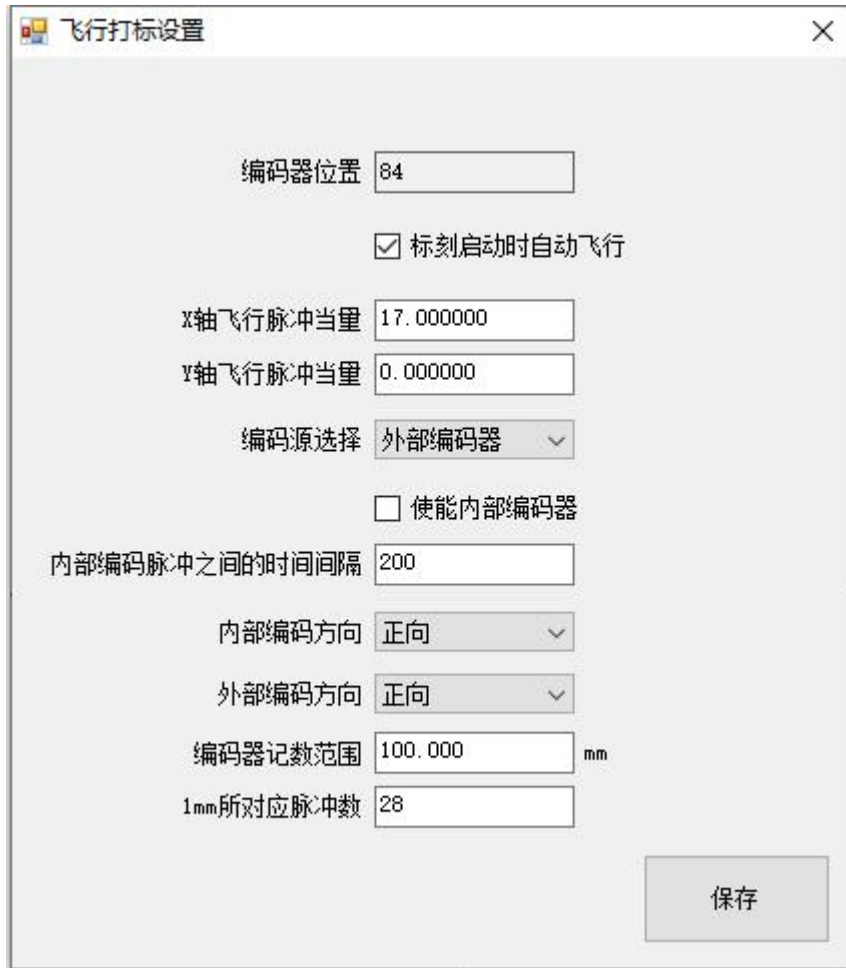 飞行打标设置
编码器位置 84
标刻启动时自动飞行
X轴飞行脉冲当量 17.000000
Y轴飞行脉冲当量 0.000000
编码源选择 外部编码器
使能内部编码器
内部编码脉冲之间的时间间隔 200
内部编码方向 正向
外部编码方向 正向
编码器记数范围 100.000 mm
1mm所对应脉冲数 28
保存